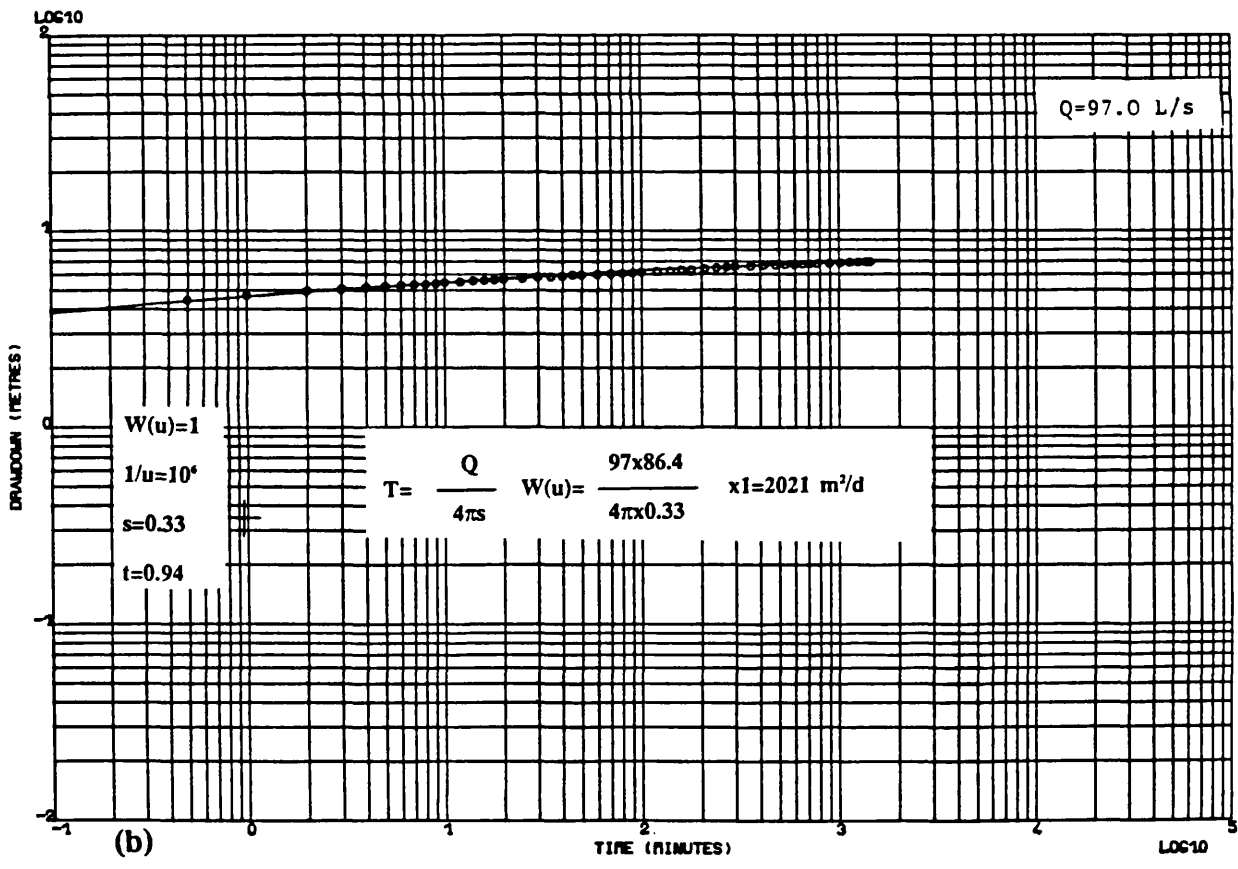 LOG10
2
Q=97.0 L/s
1
0
-1
-2
DRAWDOWN (METRES)
W(u)=1
1/u=10⁶
s=0.33
t=0.94
T= Q/4πs W(u)= 97x86.4/4πx0.33 x1=2021 m²/d
-1 0 1 2 3 4 5
(b)
TIME (MINUTES)
LOG10